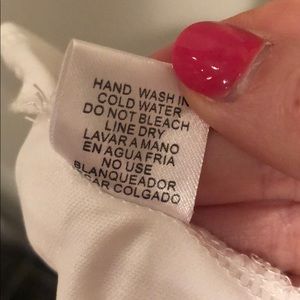 HAND WASH IN
COLD WATER
DO NOT BLEACH
LINE DRY
LAVAR A MANO
EN AGUA FRIA
NO USE
BLANQUEADOR
COLGADO